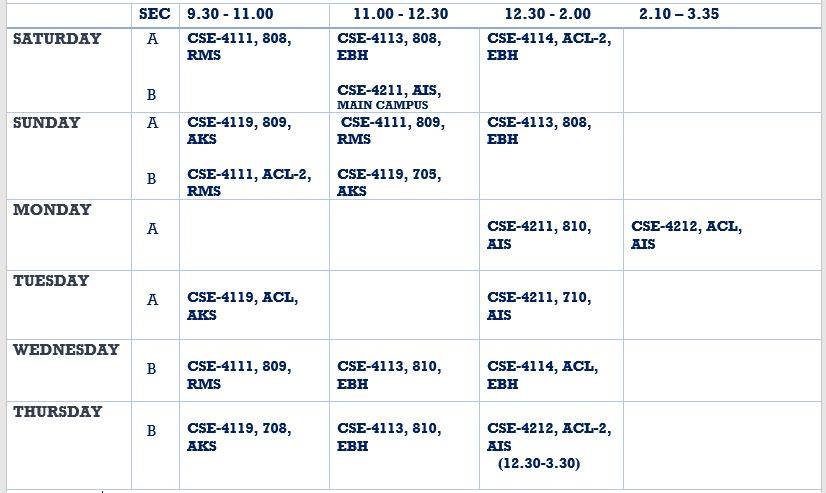 SEC 9.30 - 11.00 11.00 - 12.30 12.30 - 2.00 2.10 – 3.35
SATURDAY A CSE-4111, 808, CSE-4113, 808, CSE-4114, ACL-2,
RMS EBH EBH
B CSE-4211, AIS,
MAIN CAMPUS
SUNDAY A CSE-4119, 809, CSE-4111, 809, CSE-4113, 808,
AKS RMS EBH
B CSE-4111, ACL-2, CSE-4119, 705,
RMS AKS
MONDAY
A CSE-4211, 810, CSE-4212, ACL,
AIS AIS
TUESDAY
A CSE-4119, ACL, CSE-4211, 710,
AKS AIS
WEDNESDAY
B CSE-4111, 809, CSE-4113, 810, CSE-4114, ACL,
RMS EBH EBH
THURSDAY
B CSE-4119, 708, CSE-4113, 810, CSE-4212, ACL-2,
AKS EBH AIS
(12.30-3.30)